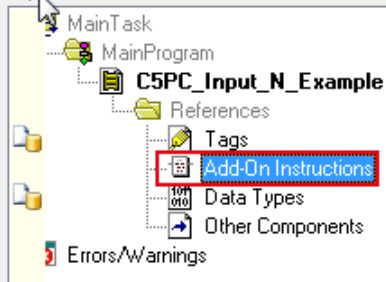 MainTask
MainProgram
C5PC_Input_N_Example
References
Tags
Add-On Instructions
Data Types
Other Components
Errors/Warnings